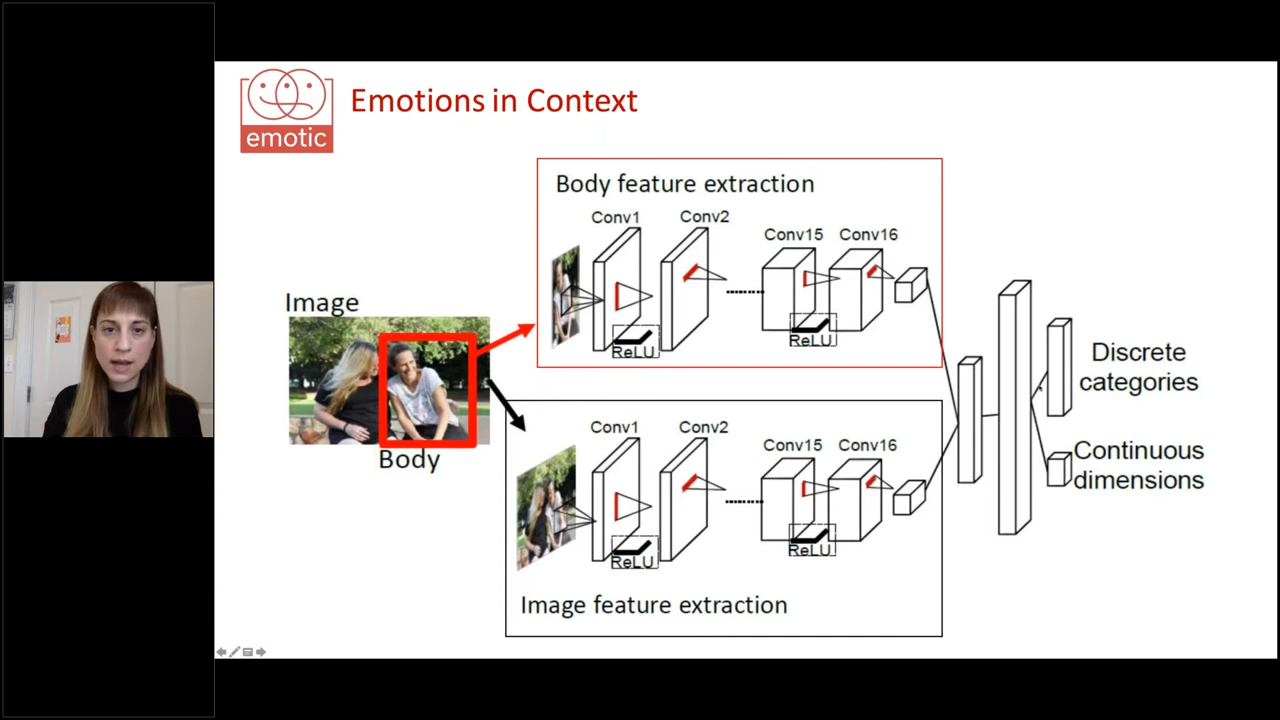 emotic
Emotions in Context
Body feature extraction
Conv1
Conv2
Conv15
Conv16
ReLU
ReLU
Image
Body
Conv1
Conv2
Conv15
Conv16
ReLU
ReLU
Image feature extraction
Discrete
categories
Continuous
dimensions